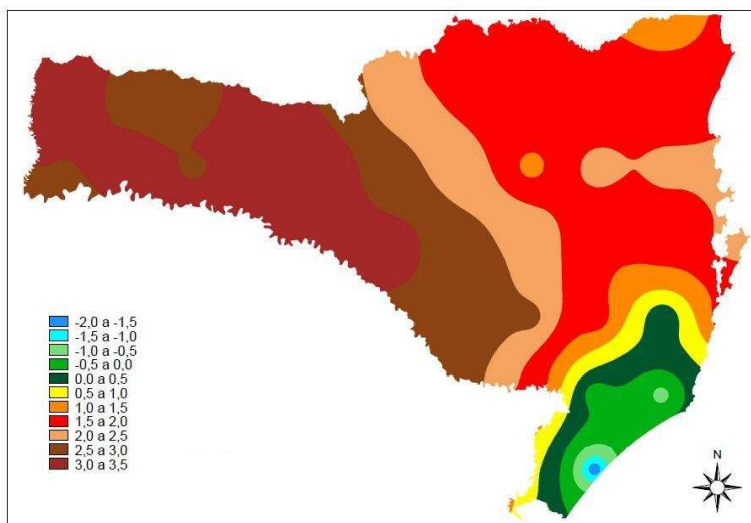 N
-2,0 a -1,5
-1,5 a -1,0
-1,0 a -0,5
-0,5 a 0,0
0.0 a 0,5
0,5 a 1,0
1,0 a 1,5
1,5 a 2,0
2,0 a 2,5
2,5 a 3,0
3,0 a 3,5